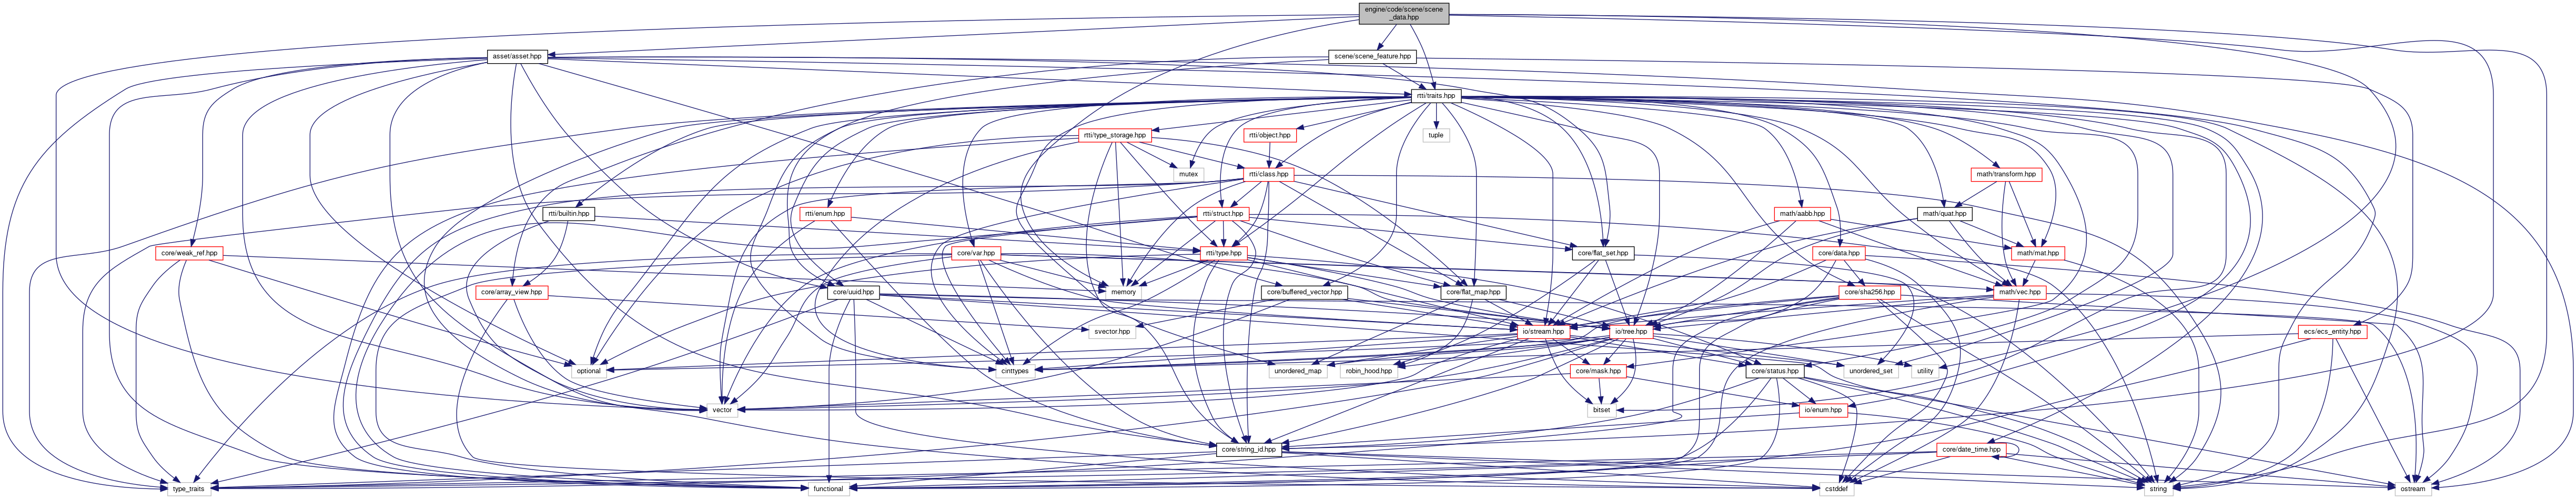 engine/code/scene/scene
_data.hpp
asset/asset.hpp
scene/scene_feature.hpp
rtti/traits.hpp
rtti/type_storage.hpp
rtti/object.hpp
tuple
mutex
rtti/class.hpp
math/transform.hpp
rtti/builtin.hpp
rtti/enum.hpp
rtti/struct.hpp
math/aabb.hpp
math/quat.hpp
core/weak_ref.hpp
core/var.hpp
rtti/type.hpp
core/flat_set.hpp
core/data.hpp
math/mat.hpp
core/array_view.hpp
core/uuid.hpp
memory
core/buffered_vector.hpp
core/flat_map.hpp
core/sha256.hpp
math/vec.hpp
svector.hpp
io/stream.hpp
io/tree.hpp
ecs/ecs_entity.hpp
optional
cinttypes
unordered_map
robin_hood.hpp
core/mask.hpp
core/status.hpp
unordered_set
utility
vector
bitset
io/enum.hpp
core/string_id.hpp
core/date_time.hpp
type_traits
functional
cstddef
string
ostream